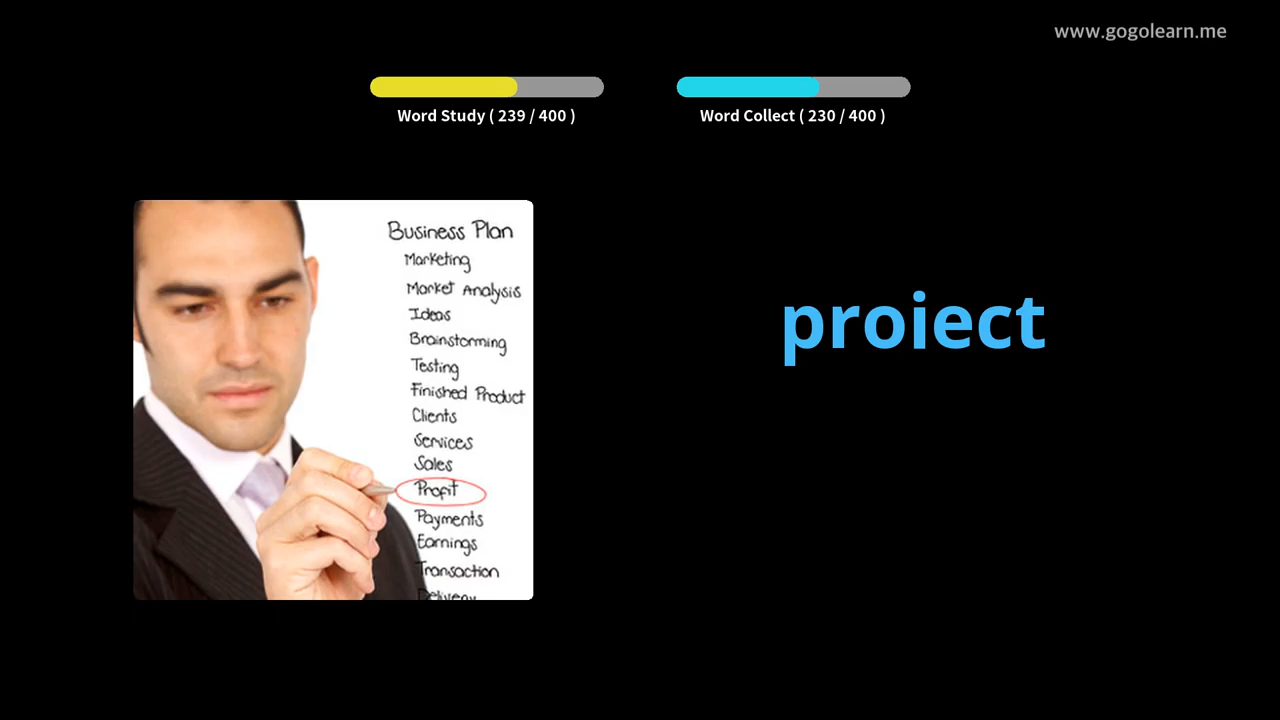 www.gogolearn.me
Word Study ( 239 / 400 )
Word Collect ( 230 / 400 )
Business Plan
Marketing
Market Analysis
Ideas
Brainstorming
Testing
Finished Product
Clients
Services
Sales
Profit
Payments
Earnings
Transaction
Delivery
proiect